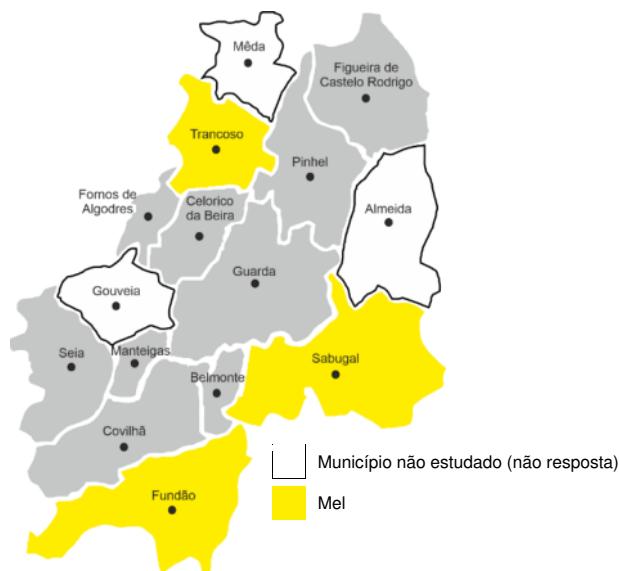 Mêda
Figueira de
Castelo Rodrigo
Trancoso
Pinhel
Fornos de
Algodres
Celorico
da Beira
Almeida
Guarda
Gouveia
Seia
Manteigas
Belmonte
Sabugal
Covilhã
Município não estudado (não resposta)
Fundão
Mel